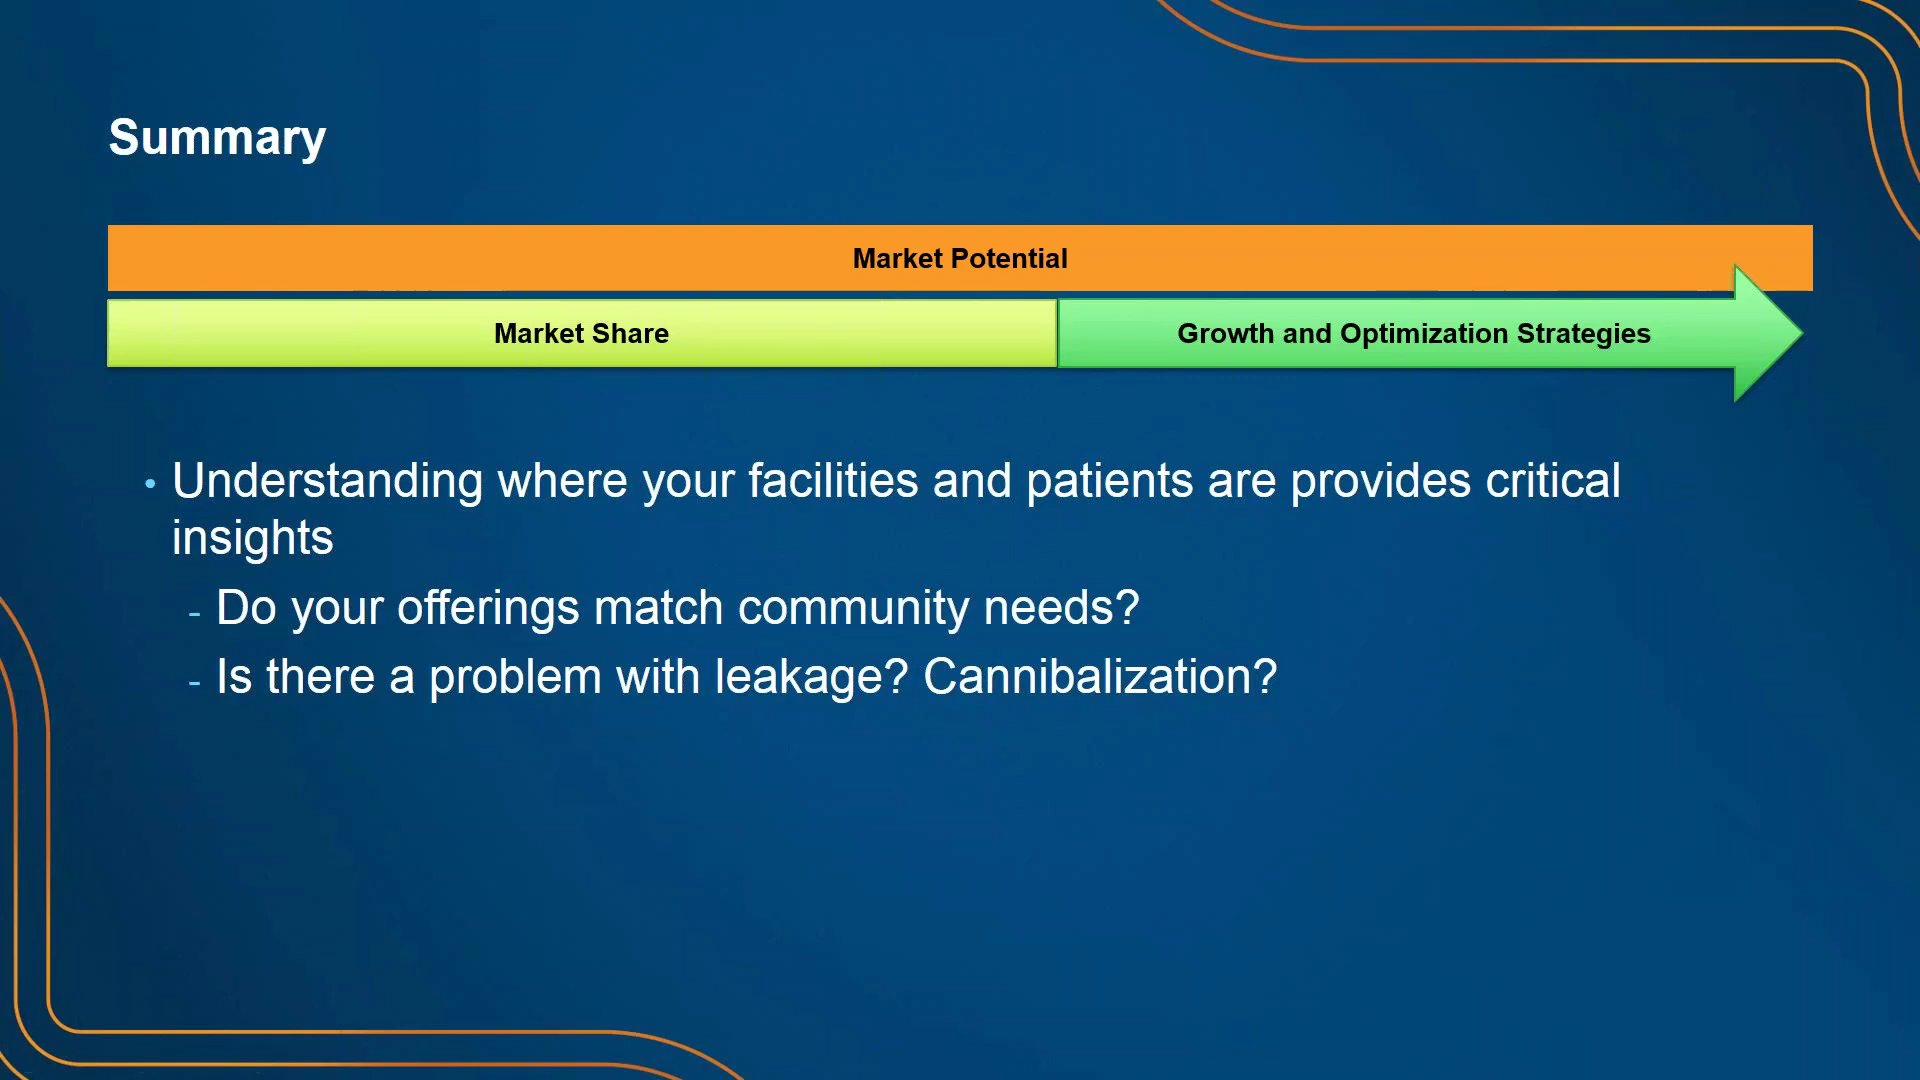 Summary
Market Potential
Market Share
Growth and Optimization Strategies
• Understanding where your facilities and patients are provides critical
insights
- Do your offerings match community needs?
- Is there a problem with leakage? Cannibalization?